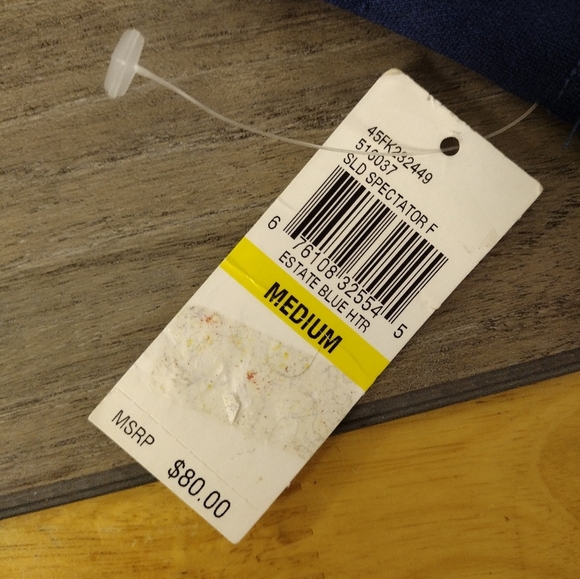 45FK232449
516037
SLD SPECTATOR F
6 76108 32554 5
ESTATE BLUE HTR
MEDIUM
MSRP
$80.00